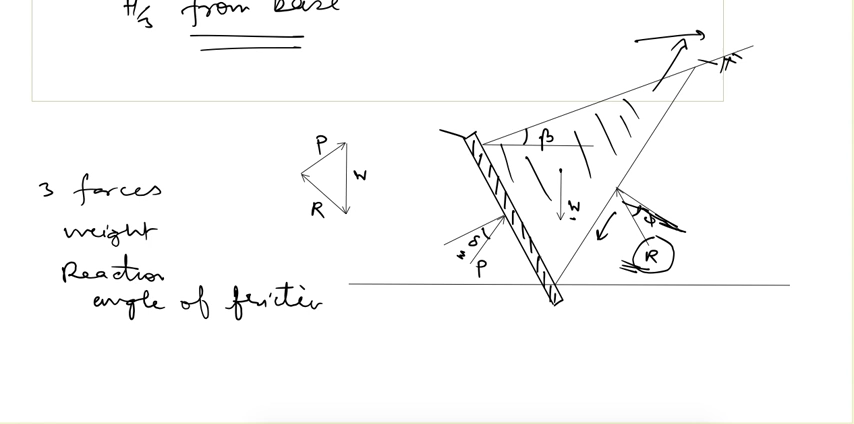 H/3 from base
β
P
W
R
3 forces
weight
Reaction
angle of friction
W
δ
P
φ
R